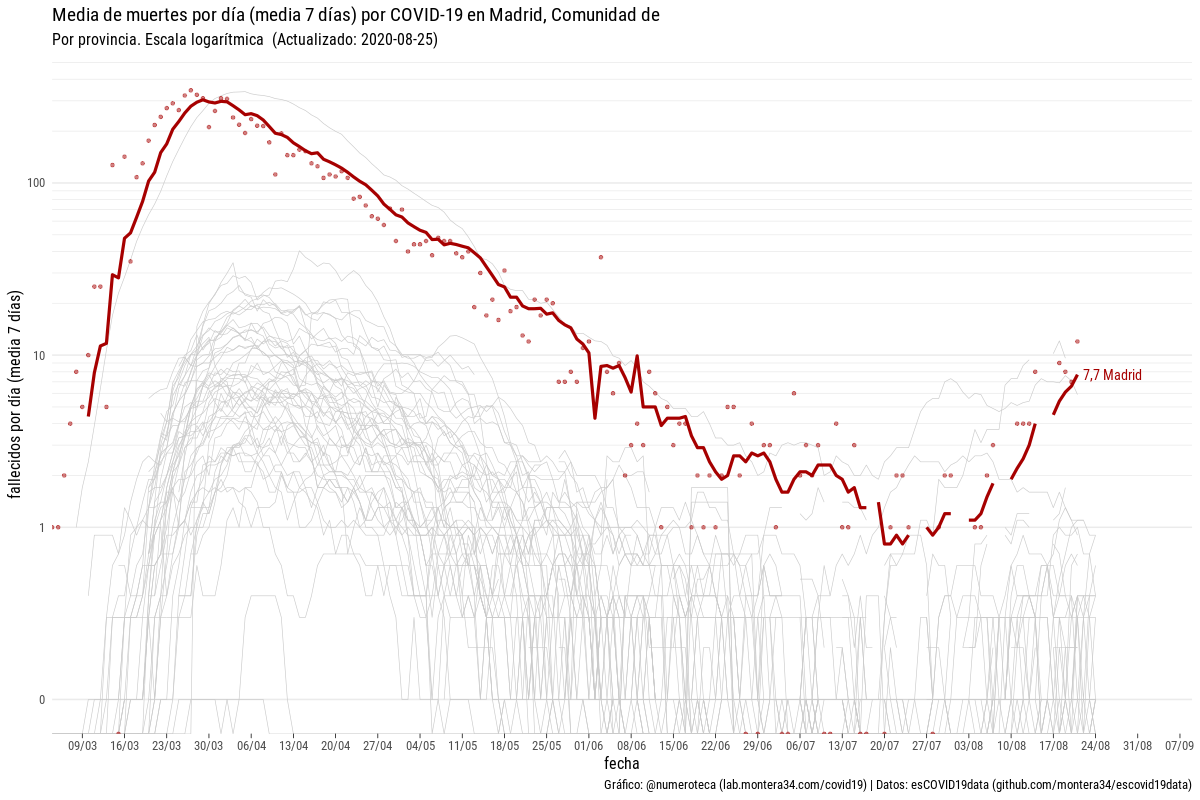 Media de muertes por día (media 7 días) por COVID-19 en Madrid, Comunidad de
Por provincia. Escala logarítmica (Actualizado: 2020-08-25)
fallecidos por día (media 7 días)
100
10
1
0
7,7 Madrid
09/03 16/03 23/03 30/03 06/04 13/04 20/04 27/04 04/05 11/05 18/05 25/05 01/06 08/06 15/06 22/06 29/06 06/07 13/07 20/07 27/07 03/08 10/08 17/08 24/08 31/08 07/09
fecha
Gráfico: @numeroteca (lab.montera34.com/covid19) | Datos: esCOVID19data (github.com/montera34/escovid19data)